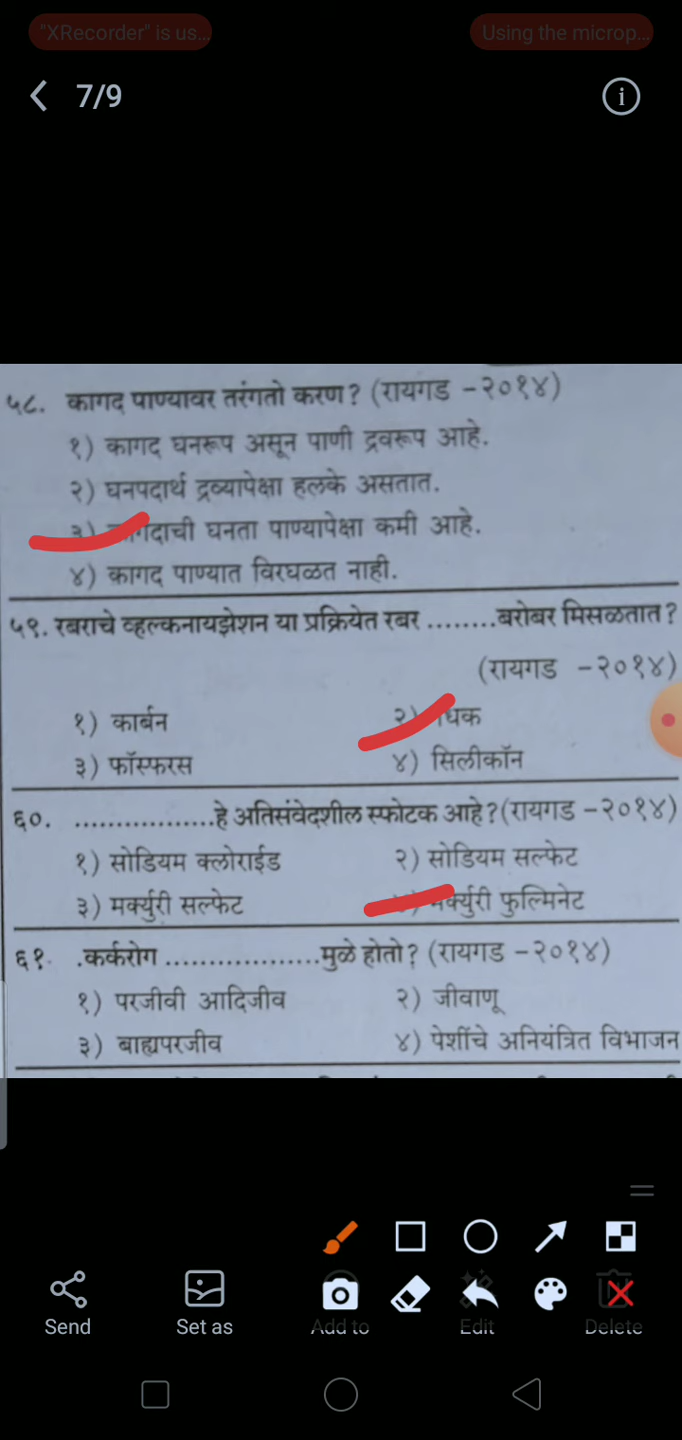 "XRecorder" is us...
Using the microp...
7/9
५८. कागद पाण्यावर तरंगतो करण? (रायगड -२०१४)
१) कागद घनरूप असून पाणी द्रवरूप आहे.
२) घनपदार्थ द्रव्यापेक्षा हलके असतात.
३) कागदाची घनता पाण्यापेक्षा कमी आहे.
४) कागद पाण्यात विरघळत नाही.
५९. रबराचे व्हल्कनायझेशन या प्रक्रियेत रबर ........बरोबर मिसळतात?
(रायगड -२०१४)
१) कार्बन २) गंधक
३) फॉस्फरस ४) सिलीकॉन
६०. .................हे अतिसंवेदशील स्फोटक आहे?(रायगड -२०१४)
१) सोडियम क्लोराईड २) सोडियम सल्फेट
३) मर्क्युरी सल्फेट ४) मर्क्युरी फुल्मिनेट
६१. .कर्करोग ..................मुळे होतो? (रायगड -२०१४)
१) परजीवी आदिजीव २) जीवाणू
३) बाह्यपरजीव ४) पेशींचे अनियंत्रित विभाजन
Send Set as Add to Edit Delete